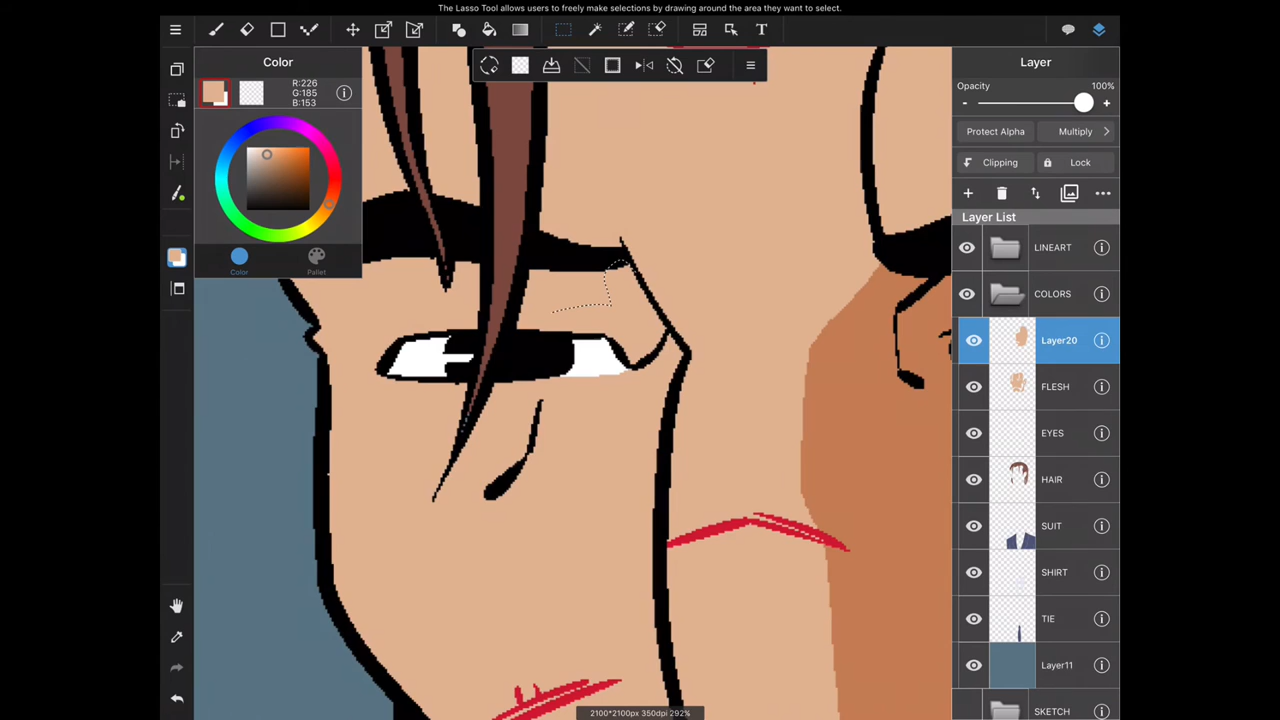 The Lasso Tool allows users to freely make selections by drawing around the area they want to select.
T
Color
R:226
G:185
B:153
Color
Pallet
Layer
Opacity 100%
- +
Protect Alpha Multiply
Clipping Lock
Layer List
LINEART
COLORS
Layer20
FLESH
EYES
HAIR
SUIT
SHIRT
TIE
Layer11
SKETCH
2100*2100px 350dpi 292%